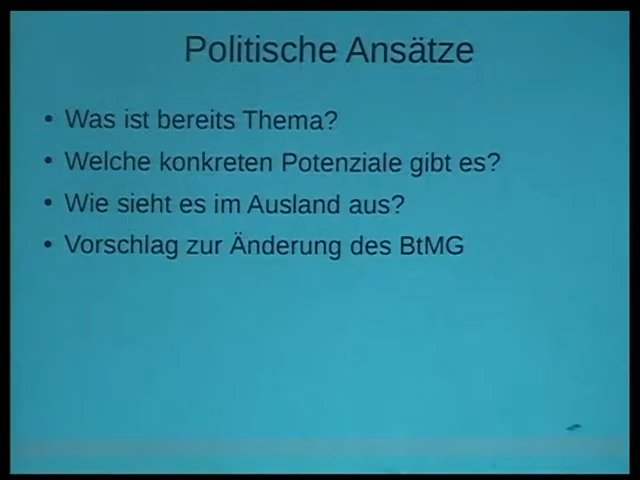 Politische Ansätze
• Was ist bereits Thema?
• Welche konkreten Potenziale gibt es?
• Wie sieht es im Ausland aus?
• Vorschlag zur Änderung des BtMG